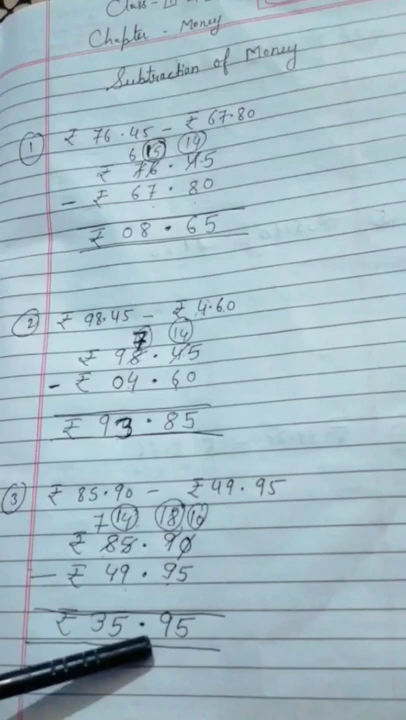 Class - III
Chapter - Money
Subtraction of Money
① ₹ 76.45 - ₹ 67.80
6 15 14
₹ 76.45
- ₹ 67.80
₹ 08.65
② ₹ 98.45 - ₹ 4.60
7 14
₹ 98.45
- ₹ 04.60
₹ 93.85
③ ₹ 85.90 - ₹ 49.95
7 14 18 10
₹ 85.90
- ₹ 49.95
₹ 35.95